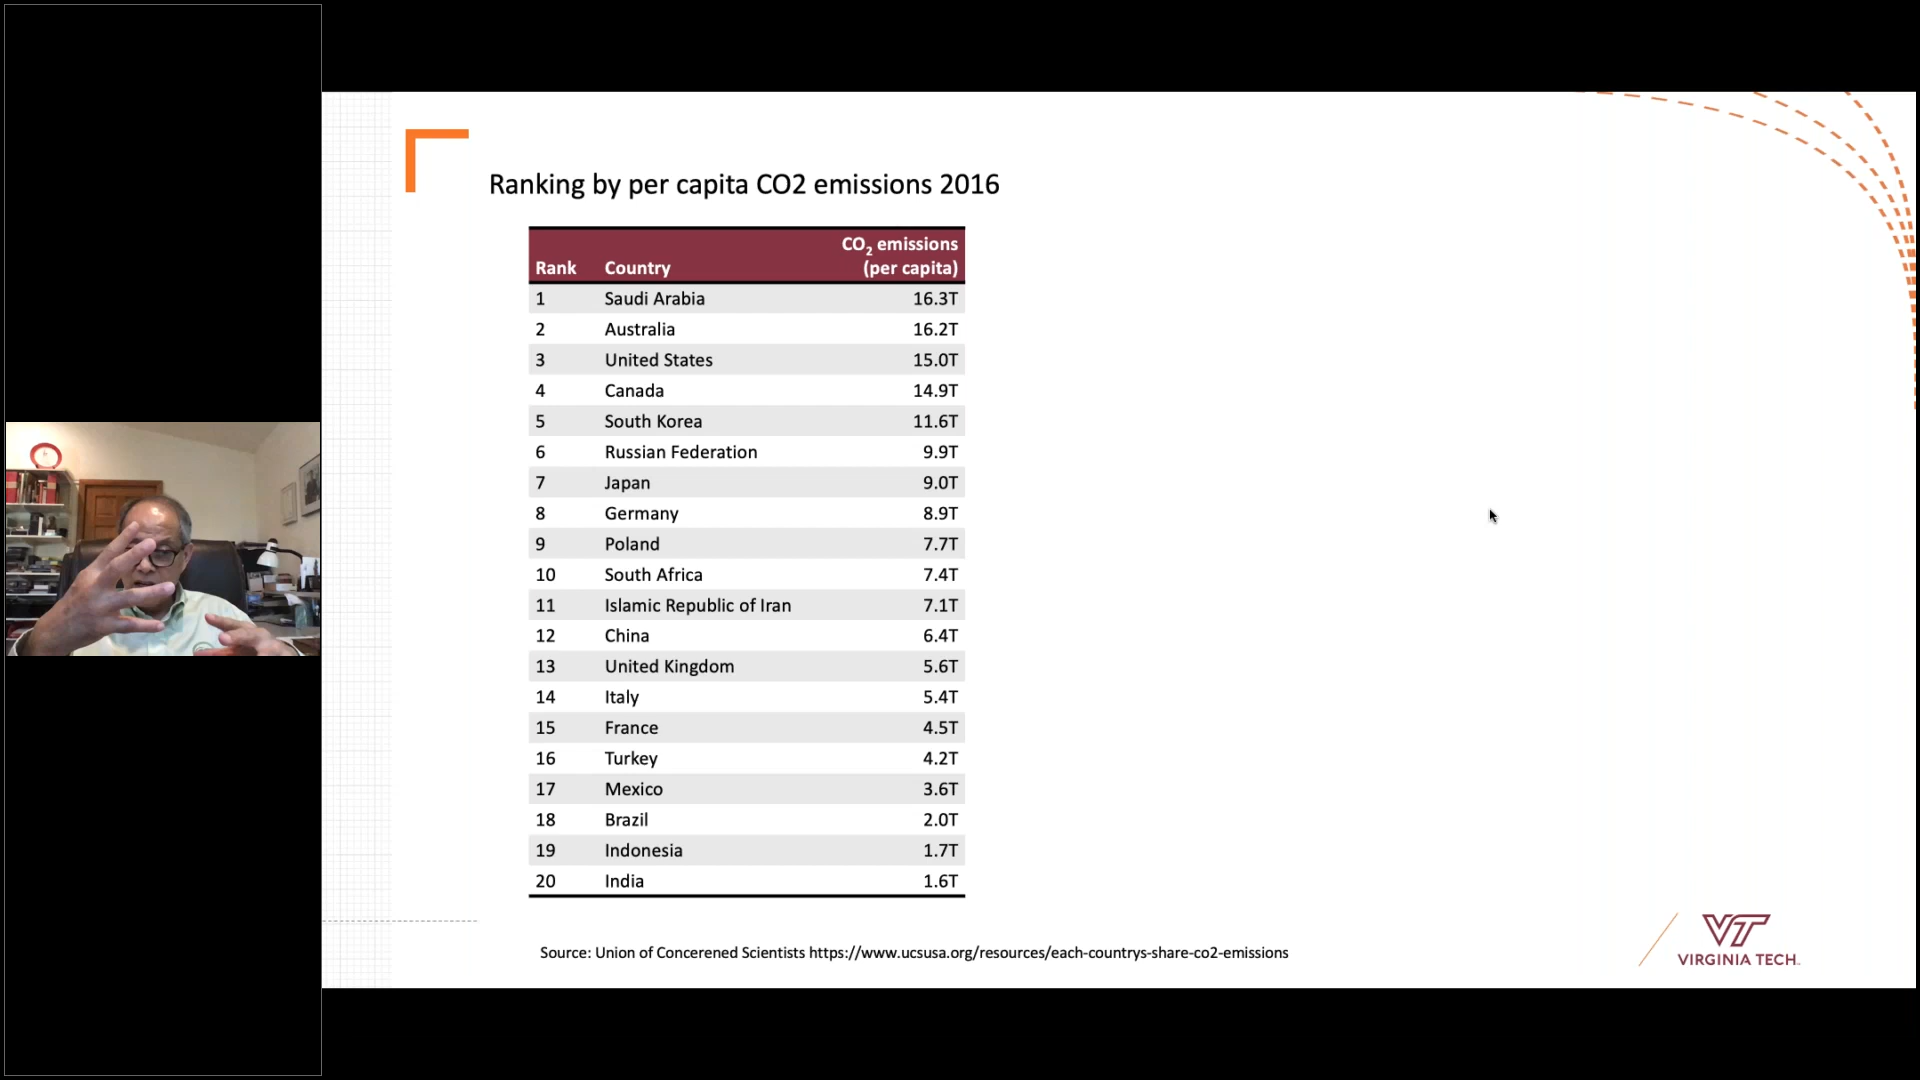 Ranking by per capita CO2 emissions 2016
Rank Country CO2 emissions (per capita)
1 Saudi Arabia 16.3T
2 Australia 16.2T
3 United States 15.0T
4 Canada 14.9T
5 South Korea 11.6T
6 Russian Federation 9.9T
7 Japan 9.0T
8 Germany 8.9T
9 Poland 7.7T
10 South Africa 7.4T
11 Islamic Republic of Iran 7.1T
12 China 6.4T
13 United Kingdom 5.6T
14 Italy 5.4T
15 France 4.5T
16 Turkey 4.2T
17 Mexico 3.6T
18 Brazil 2.0T
19 Indonesia 1.7T
20 India 1.6T
Source: Union of Concerened Scientists https://www.ucsusa.org/resources/each-countrys-share-co2-emissions
VT
VIRGINIA TECH